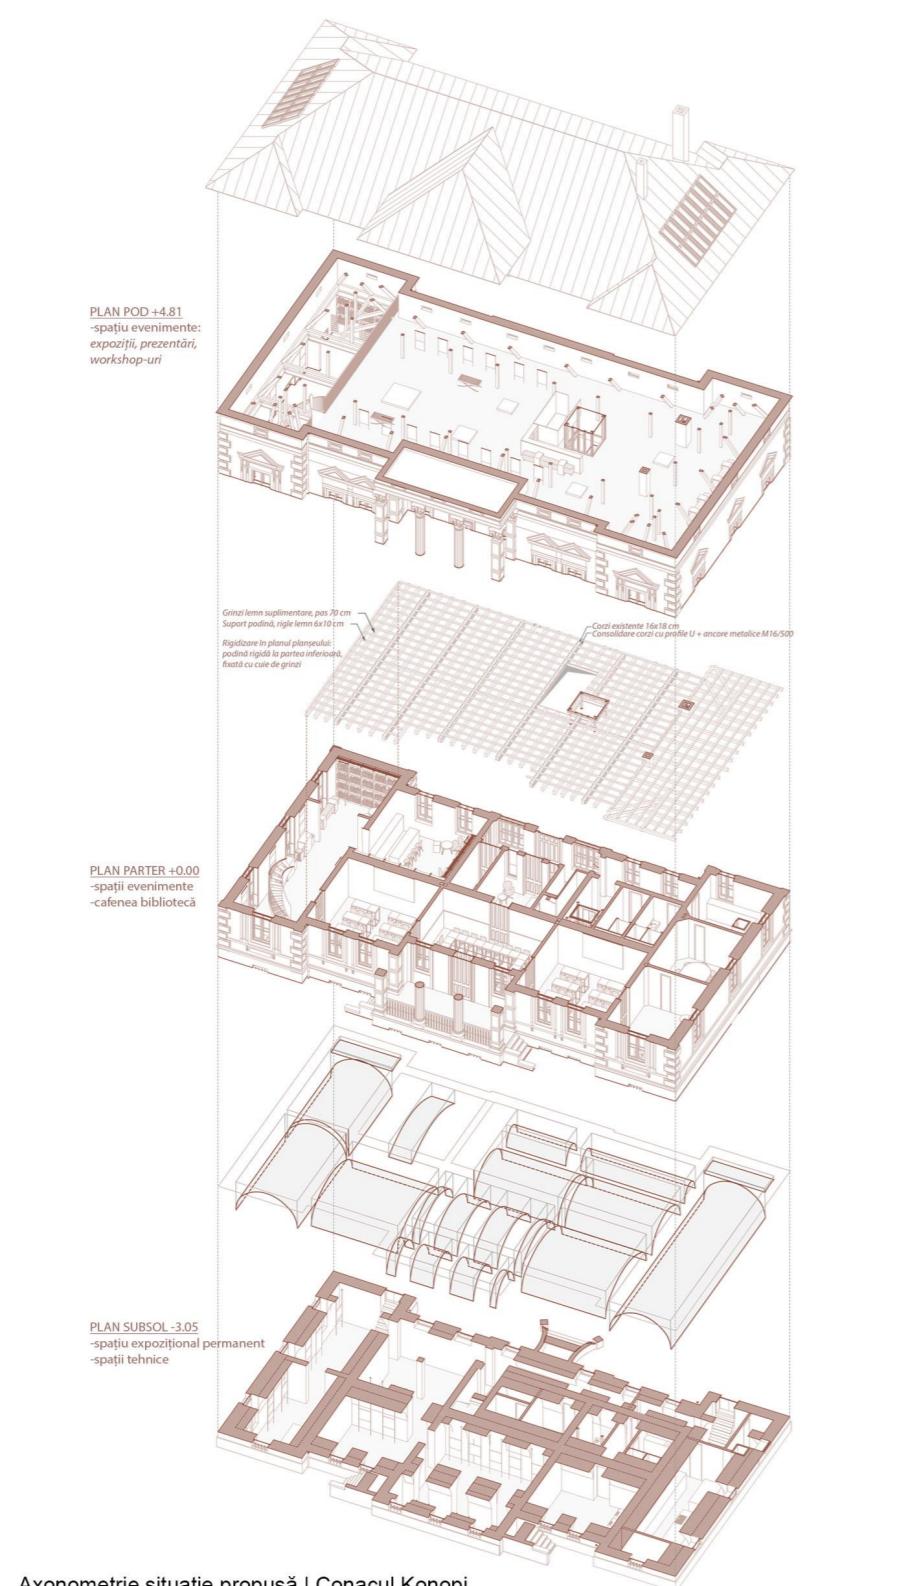 PLAN POD +4.81
-spațiu evenimente:
expoziții, prezentări,
workshop-uri
Grinzi lemn suplimentare, pas 70 cm
Suport podină, rigle lemn 6x10 cm
Rigidizare în planul planșeului:
podină rigidă la partea inferioară,
fixată cu cuie de grinzi
Corzi existente 16x18 cm
Consolidare corzi cu profile U + ancore metalice M16/500
PLAN PARTER +0.00
-spații evenimente
-cafenea bibliotecă
PLAN SUBSOL -3.05
-spațiu expozițional permanent
-spații tehnice
Axonometrie situație propusă | Conacul Konopi